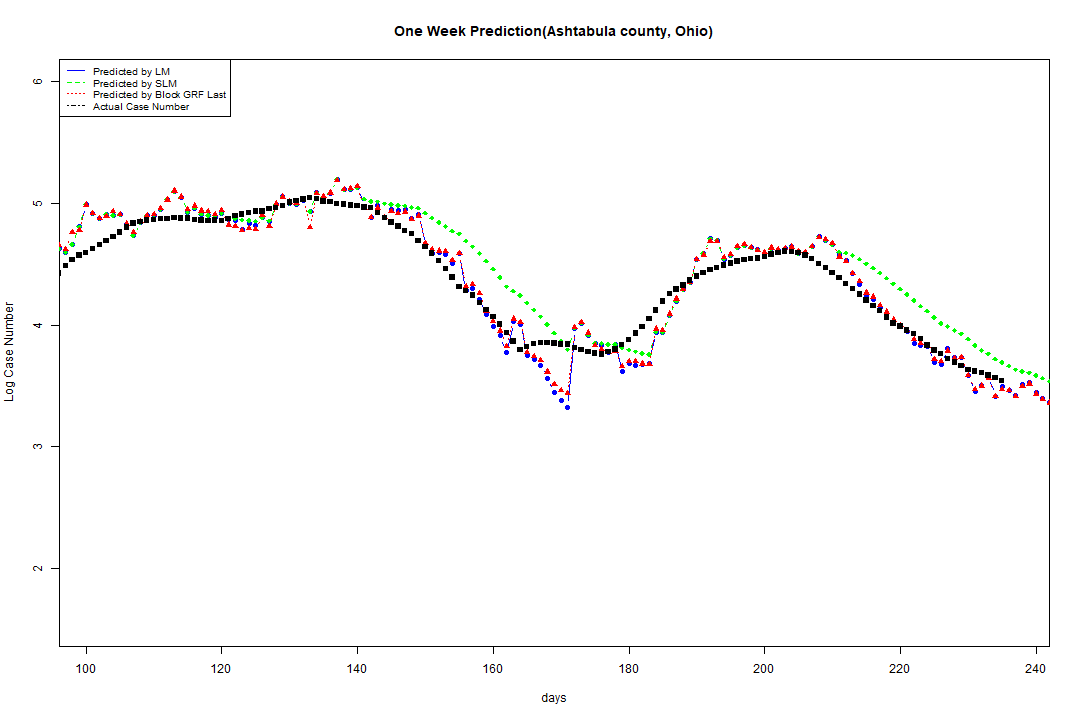 One Week Prediction(Ashtabula county, Ohio)
Predicted by LM
Predicted by SLM
Predicted by Block GRF Last
Actual Case Number
6
5
4
3
2
Log Case Number
100 120 140 160 180 200 220 240
days